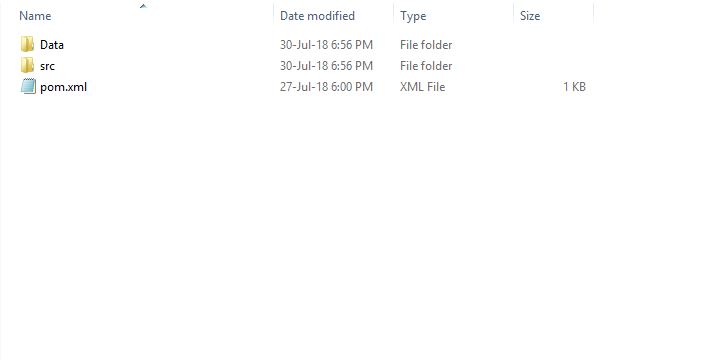 Name Date modified Type Size
Data 30-Jul-18 6:56 PM File folder
src 30-Jul-18 6:56 PM File folder
pom.xml 27-Jul-18 6:00 PM XML File 1 KB